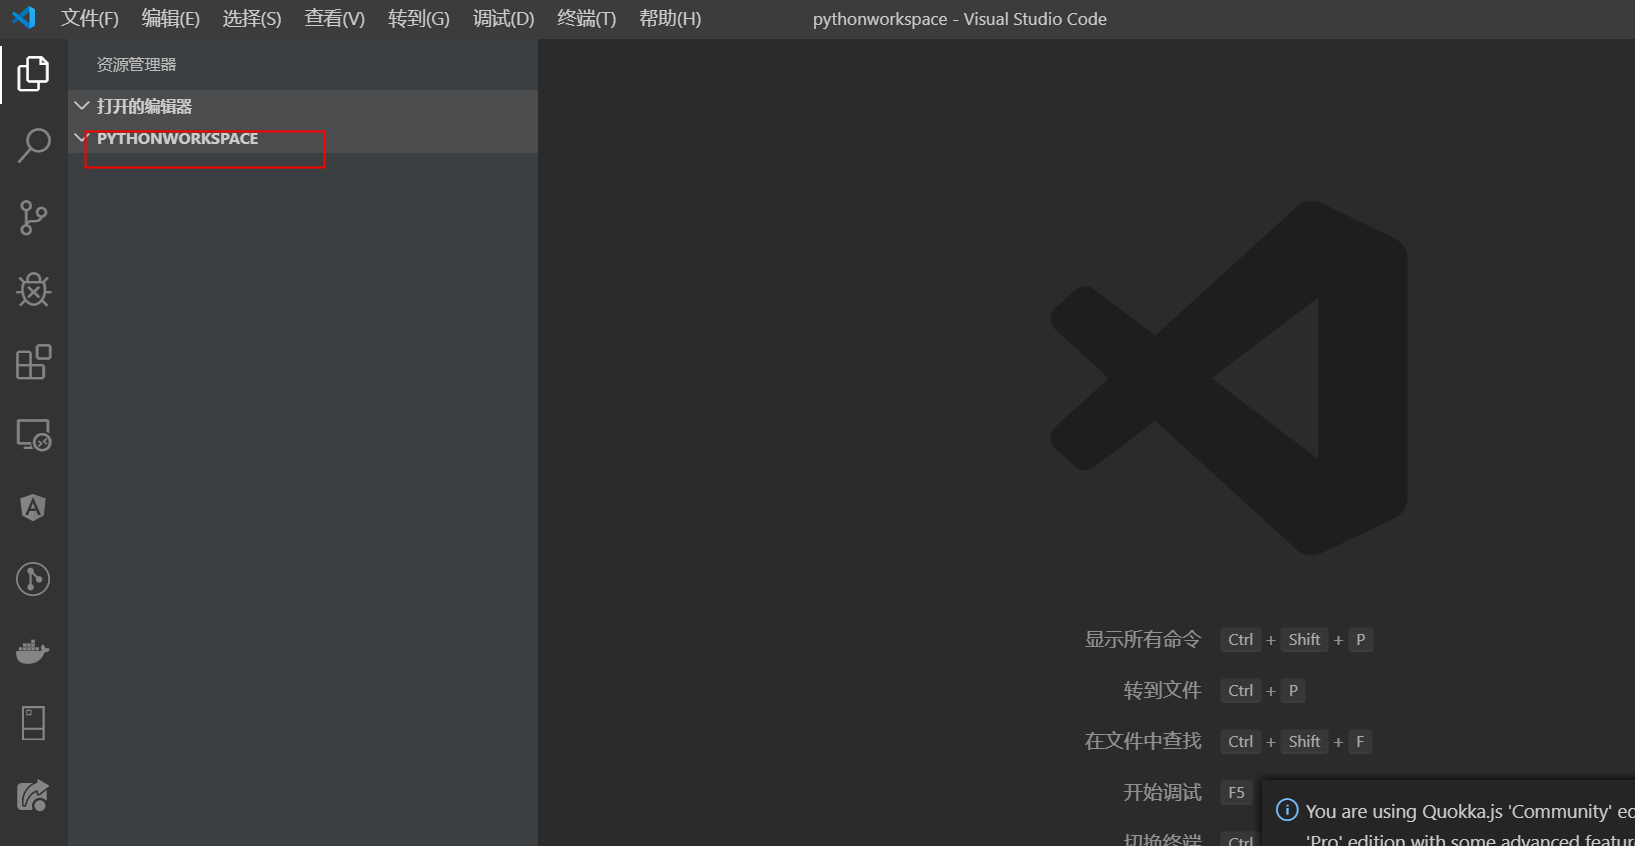 文件(F) 编辑(E) 选择(S) 查看(V) 转到(G) 调试(D) 终端(T) 帮助(H) pythonworkspace - Visual Studio Code
资源管理器
打开的编辑器
PYTHONWORKSPACE
显示所有命令 Ctrl + Shift + P
转到文件 Ctrl + P
在文件中查找 Ctrl + Shift + F
开始调试 F5
切换终端 Ctrl
You are using Quokka.js 'Community' ed
'Pro' edition with some advanced featur